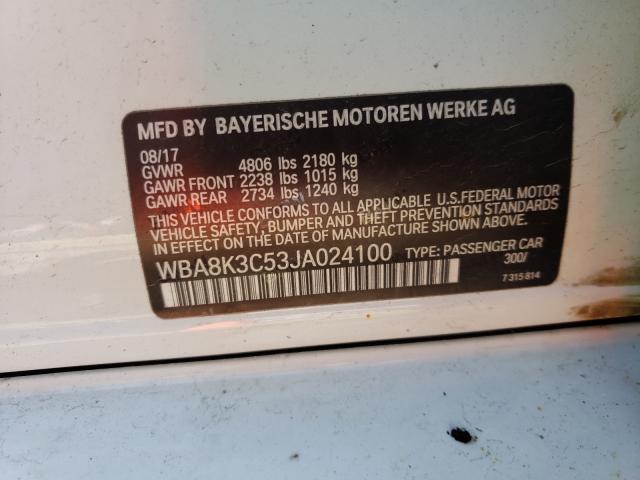 MFD BY BAYERISCHE MOTOREN WERKE AG
08/17
GVWR 4806 lbs 2180 kg
GAWR FRONT 2238 lbs 1015 kg
GAWR REAR 2734 lbs 1240 kg
THIS VEHICLE CONFORMS TO ALL APPLICABLE U.S.FEDERAL MOTOR
VEHICLE SAFETY, BUMPER AND THEFT PREVENTION STANDARDS
IN EFFECT ON THE DATE OF MANUFACTURE SHOWN ABOVE.
WBA8K3C53JA024100 TYPE: PASSENGER CAR
300/
7 315 814